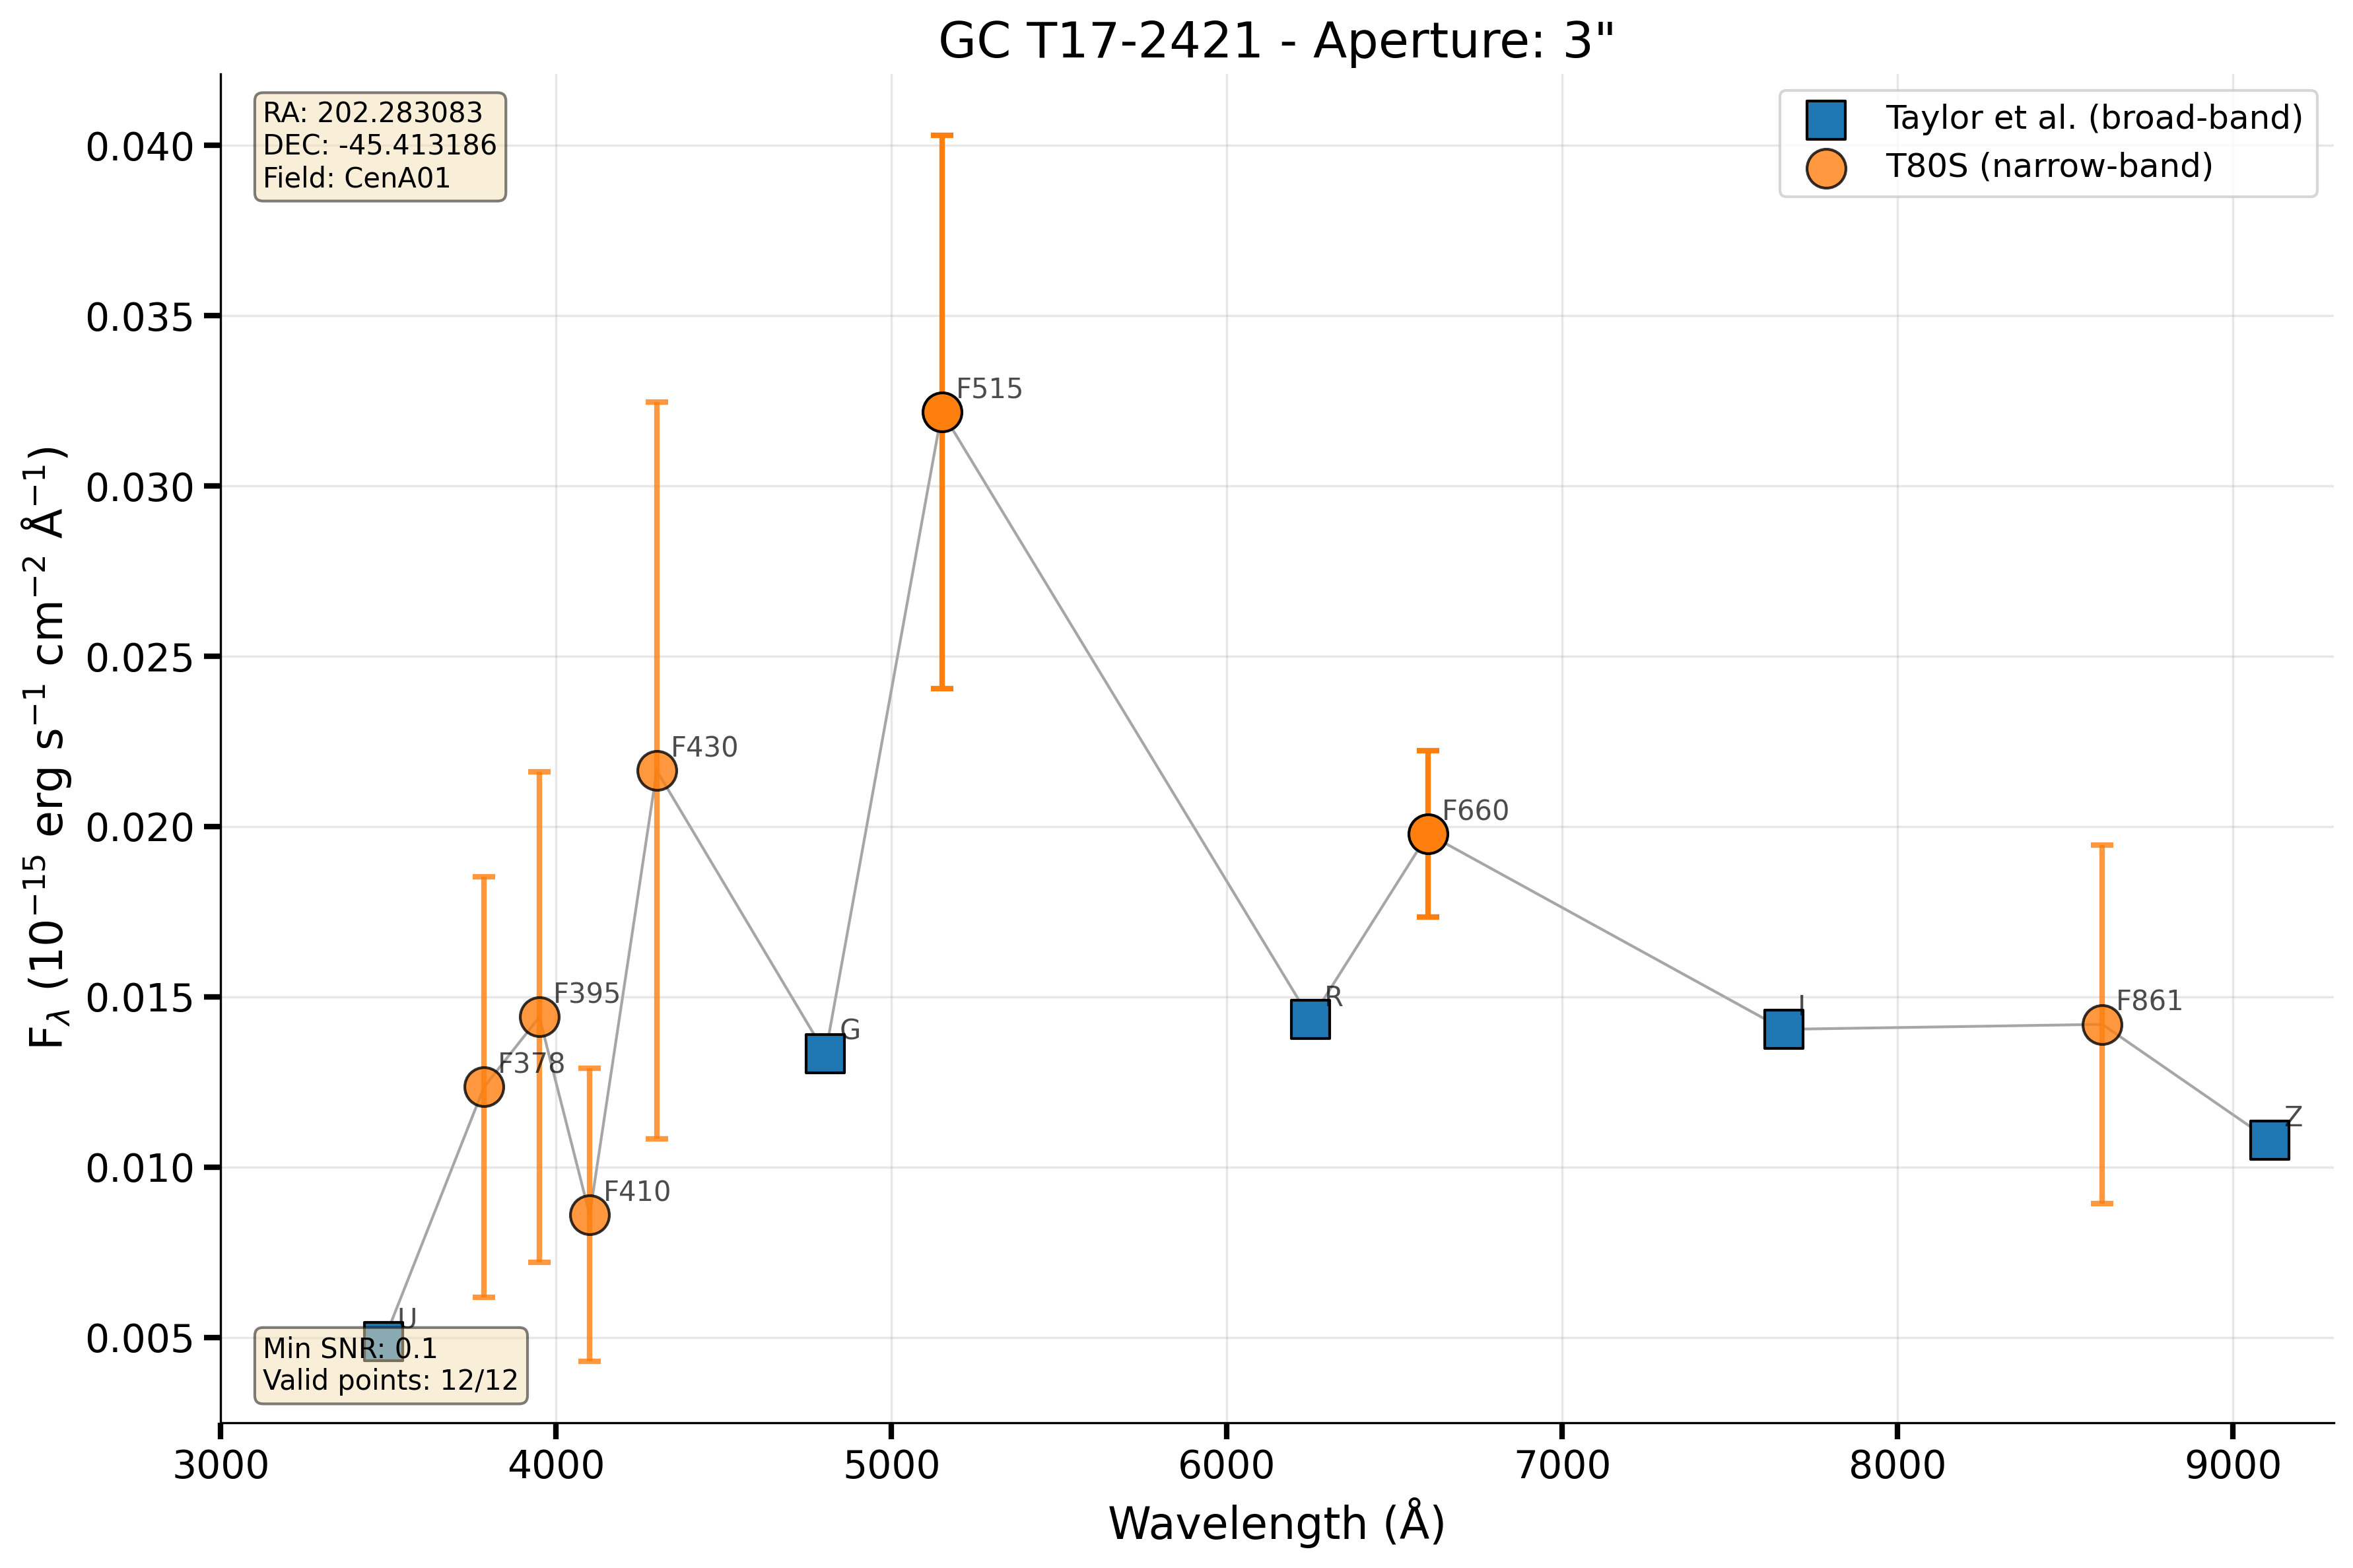 GC T17-2421 - Aperture: 3"
RA: 202.283083
DEC: -45.413186
Field: CenA01
Taylor et al. (broad-band)
T80S (narrow-band)
0.040
0.035
0.030
0.025
0.020
0.015
0.010
0.005
F$_{λ}$ (10$^{-15}$ erg s$^{-1}$ cm$^{-2}$ Å$^{-1}$)
F515
F430
F660
F395
R
I
F861
G
F378
Z
F410
U
Min SNR: 0.1
Valid points: 12/12
3000 4000 5000 6000 7000 8000 9000
Wavelength (Å)